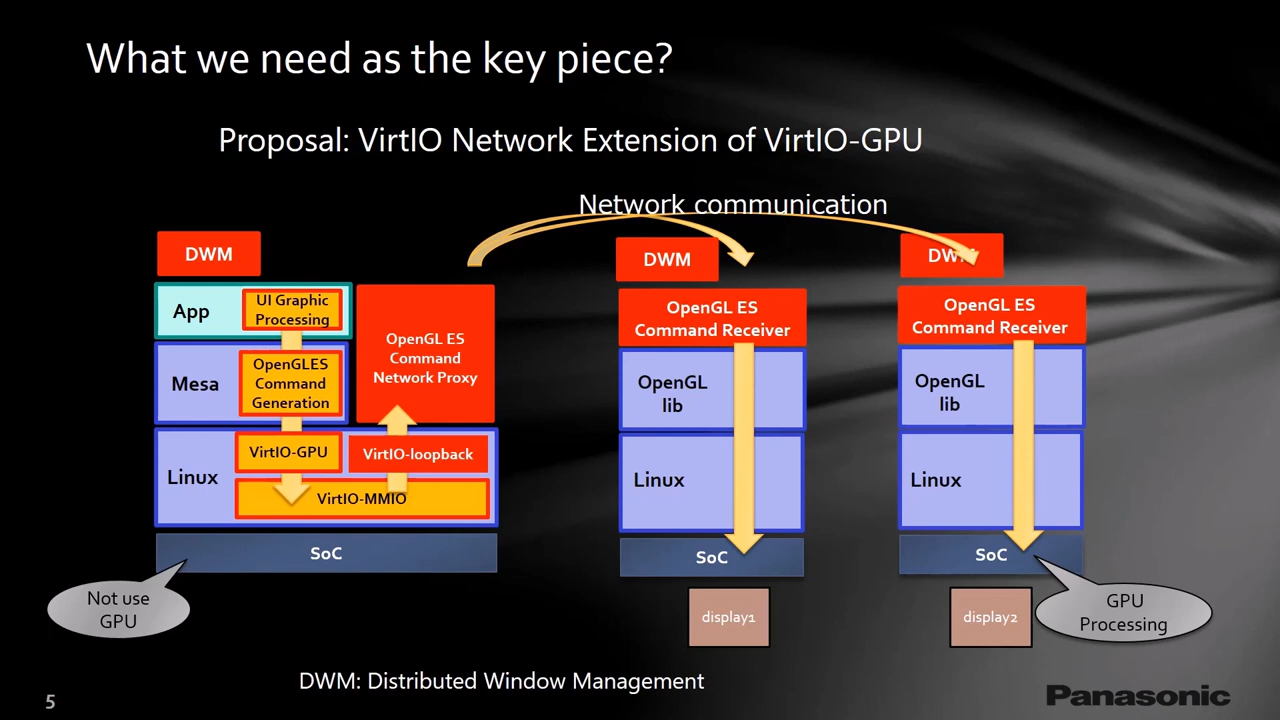 What we need as the key piece?
Proposal: VirtIO Network Extension of VirtIO-GPU
Network communication
DWM
App
UI Graphic
Processing
Mesa
OpenGLES
Command
Generation
OpenGL ES
Command
Network Proxy
Linux
VirtIO-GPU
VirtIO-loopback
VirtIO-MMIO
SoC
Not use
GPU
DWM
OpenGL ES
Command Receiver
OpenGL
lib
Linux
SoC
display1
DWM
OpenGL ES
Command Receiver
OpenGL
lib
Linux
SoC
display2
GPU
Processing
DWM: Distributed Window Management
5
Panasonic